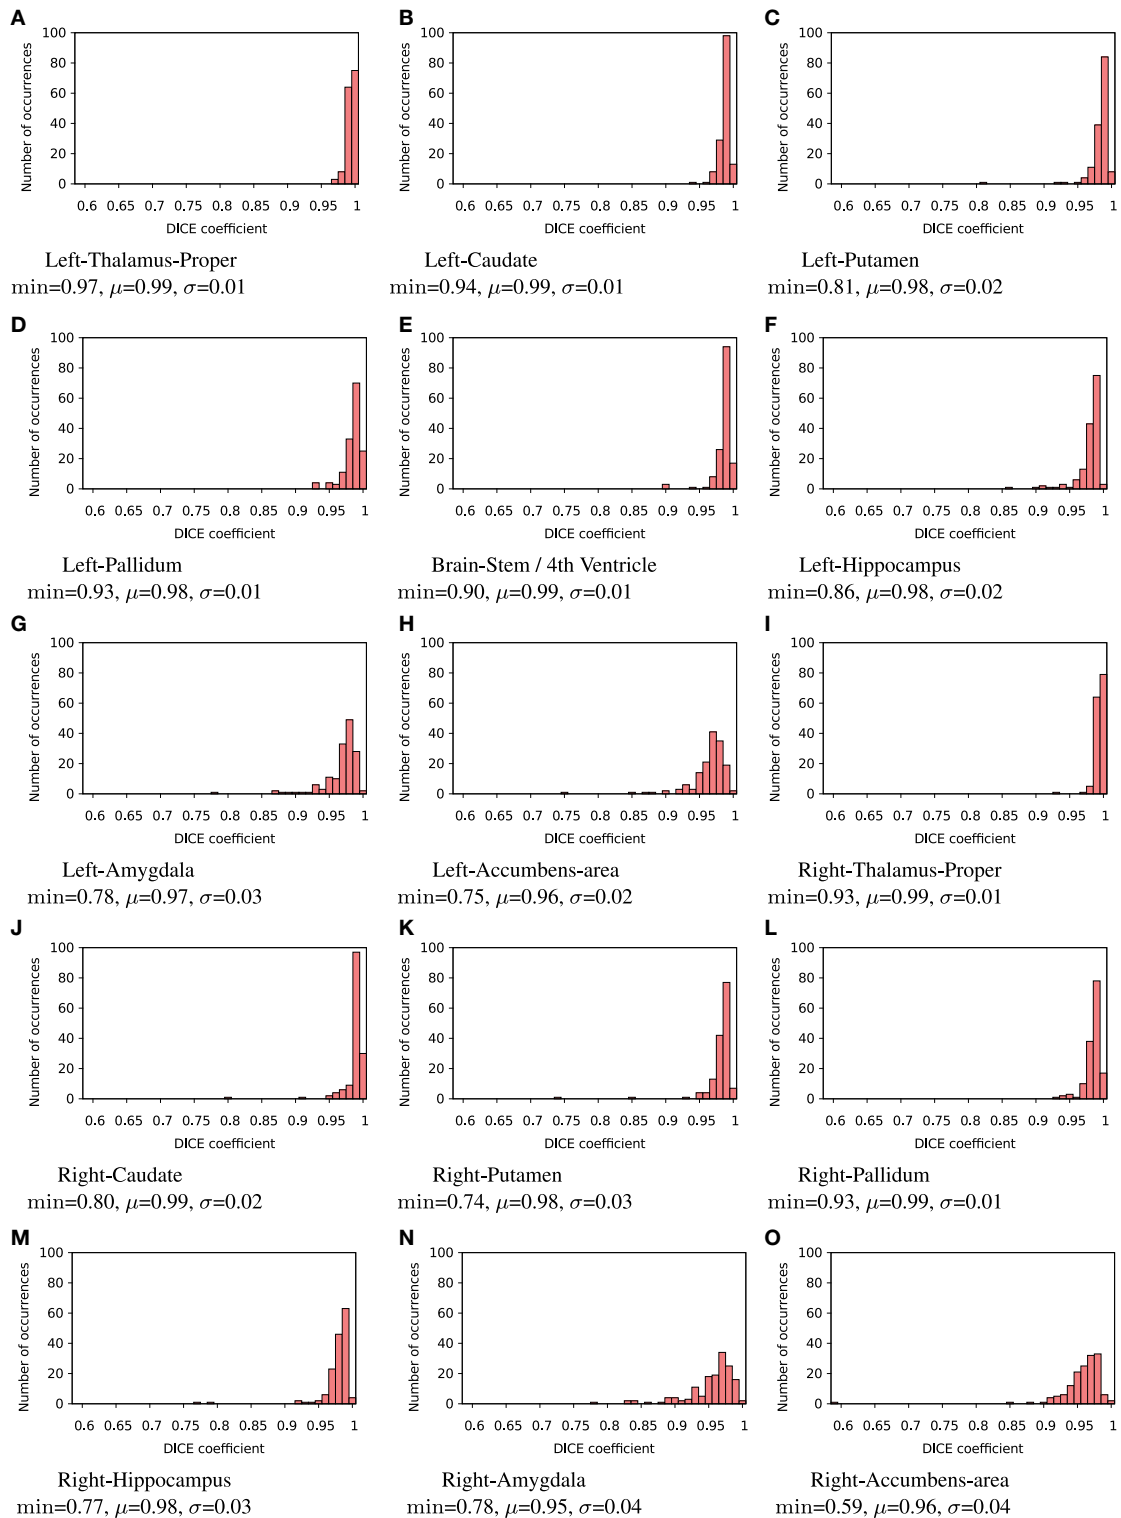 A
B
C
Number of occurrences
100
80
60
40
20
0
0.6 0.65 0.7 0.75 0.8 0.85 0.9 0.95 1
DICE coefficient
Number of occurrences
100
80
60
40
20
0
0.6 0.65 0.7 0.75 0.8 0.85 0.9 0.95 1
DICE coefficient
Number of occurrences
100
80
60
40
20
0
0.6 0.65 0.7 0.75 0.8 0.85 0.9 0.95 1
DICE coefficient
Left-Thalamus-Proper
min=0.97, μ=0.99, σ=0.01
Left-Caudate
min=0.94, μ=0.99, σ=0.01
Left-Putamen
min=0.81, μ=0.98, σ=0.02
D
E
F
Number of occurrences
100
80
60
40
20
0
0.6 0.65 0.7 0.75 0.8 0.85 0.9 0.95 1
DICE coefficient
Number of occurrences
100
80
60
40
20
0
0.6 0.65 0.7 0.75 0.8 0.85 0.9 0.95 1
DICE coefficient
Number of occurrences
100
80
60
40
20
0
0.6 0.65 0.7 0.75 0.8 0.85 0.9 0.95 1
DICE coefficient
Left-Pallidum
min=0.93, μ=0.98, σ=0.01
Brain-Stem / 4th Ventricle
min=0.90, μ=0.99, σ=0.01
Left-Hippocampus
min=0.86, μ=0.98, σ=0.02
G
H
I
Number of occurrences
100
80
60
40
20
0
0.6 0.65 0.7 0.75 0.8 0.85 0.9 0.95 1
DICE coefficient
Number of occurrences
100
80
60
40
20
0
0.6 0.65 0.7 0.75 0.8 0.85 0.9 0.95 1
DICE coefficient
Number of occurrences
100
80
60
40
20
0
0.6 0.65 0.7 0.75 0.8 0.85 0.9 0.95 1
DICE coefficient
Left-Amygdala
min=0.78, μ=0.97, σ=0.03
Left-Accumbens-area
min=0.75, μ=0.96, σ=0.02
Right-Thalamus-Proper
min=0.93, μ=0.99, σ=0.01
J
K
L
Number of occurrences
100
80
60
40
20
0
0.6 0.65 0.7 0.75 0.8 0.85 0.9 0.95 1
DICE coefficient
Number of occurrences
100
80
60
40
20
0
0.6 0.65 0.7 0.75 0.8 0.85 0.9 0.95 1
DICE coefficient
Number of occurrences
100
80
60
40
20
0
0.6 0.65 0.7 0.75 0.8 0.85 0.9 0.95 1
DICE coefficient
Right-Caudate
min=0.80, μ=0.99, σ=0.02
Right-Putamen
min=0.74, μ=0.98, σ=0.03
Right-Pallidum
min=0.93, μ=0.99, σ=0.01
M
N
O
Number of occurrences
100
80
60
40
20
0
0.6 0.65 0.7 0.75 0.8 0.85 0.9 0.95 1
DICE coefficient
Number of occurrences
100
80
60
40
20
0
0.6 0.65 0.7 0.75 0.8 0.85 0.9 0.95 1
DICE coefficient
Number of occurrences
100
80
60
40
20
0
0.6 0.65 0.7 0.75 0.8 0.85 0.9 0.95 1
DICE coefficient
Right-Hippocampus
min=0.77, μ=0.98, σ=0.03
Right-Amygdala
min=0.78, μ=0.95, σ=0.04
Right-Accumbens-area
min=0.59, μ=0.96, σ=0.04